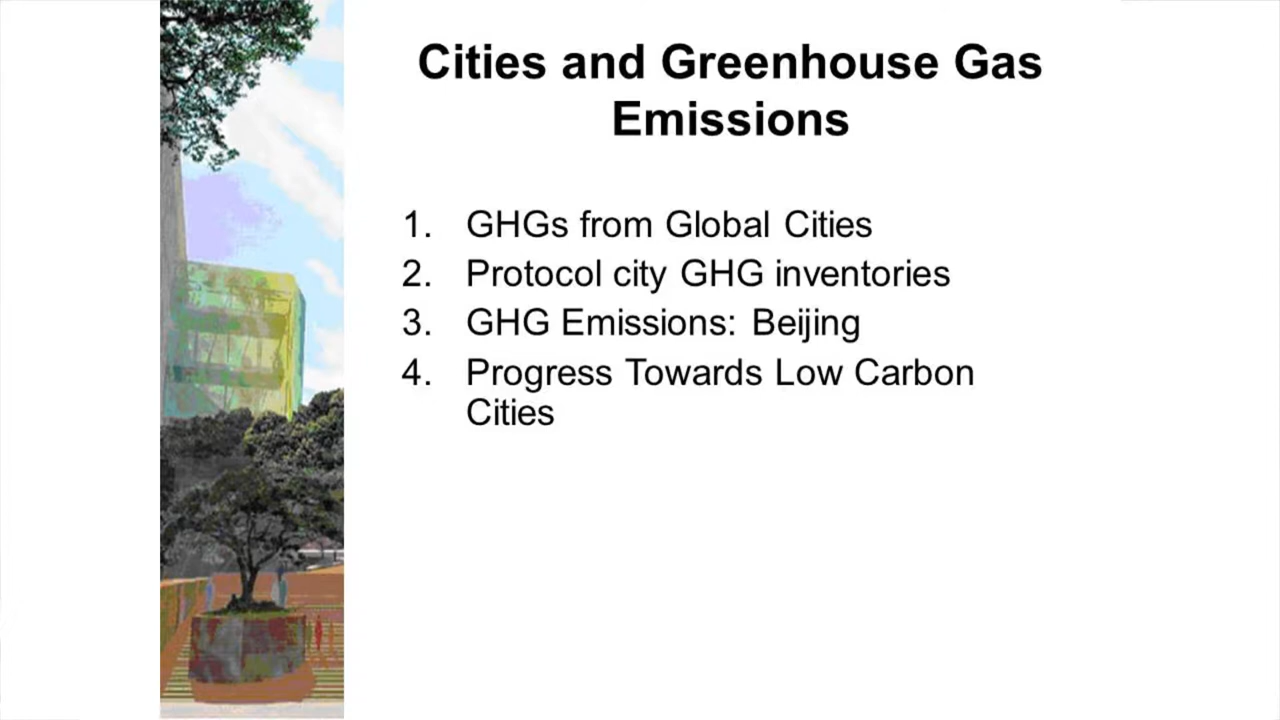 Cities and Greenhouse Gas
Emissions
1. GHGs from Global Cities
2. Protocol city GHG inventories
3. GHG Emissions: Beijing
4. Progress Towards Low Carbon
Cities